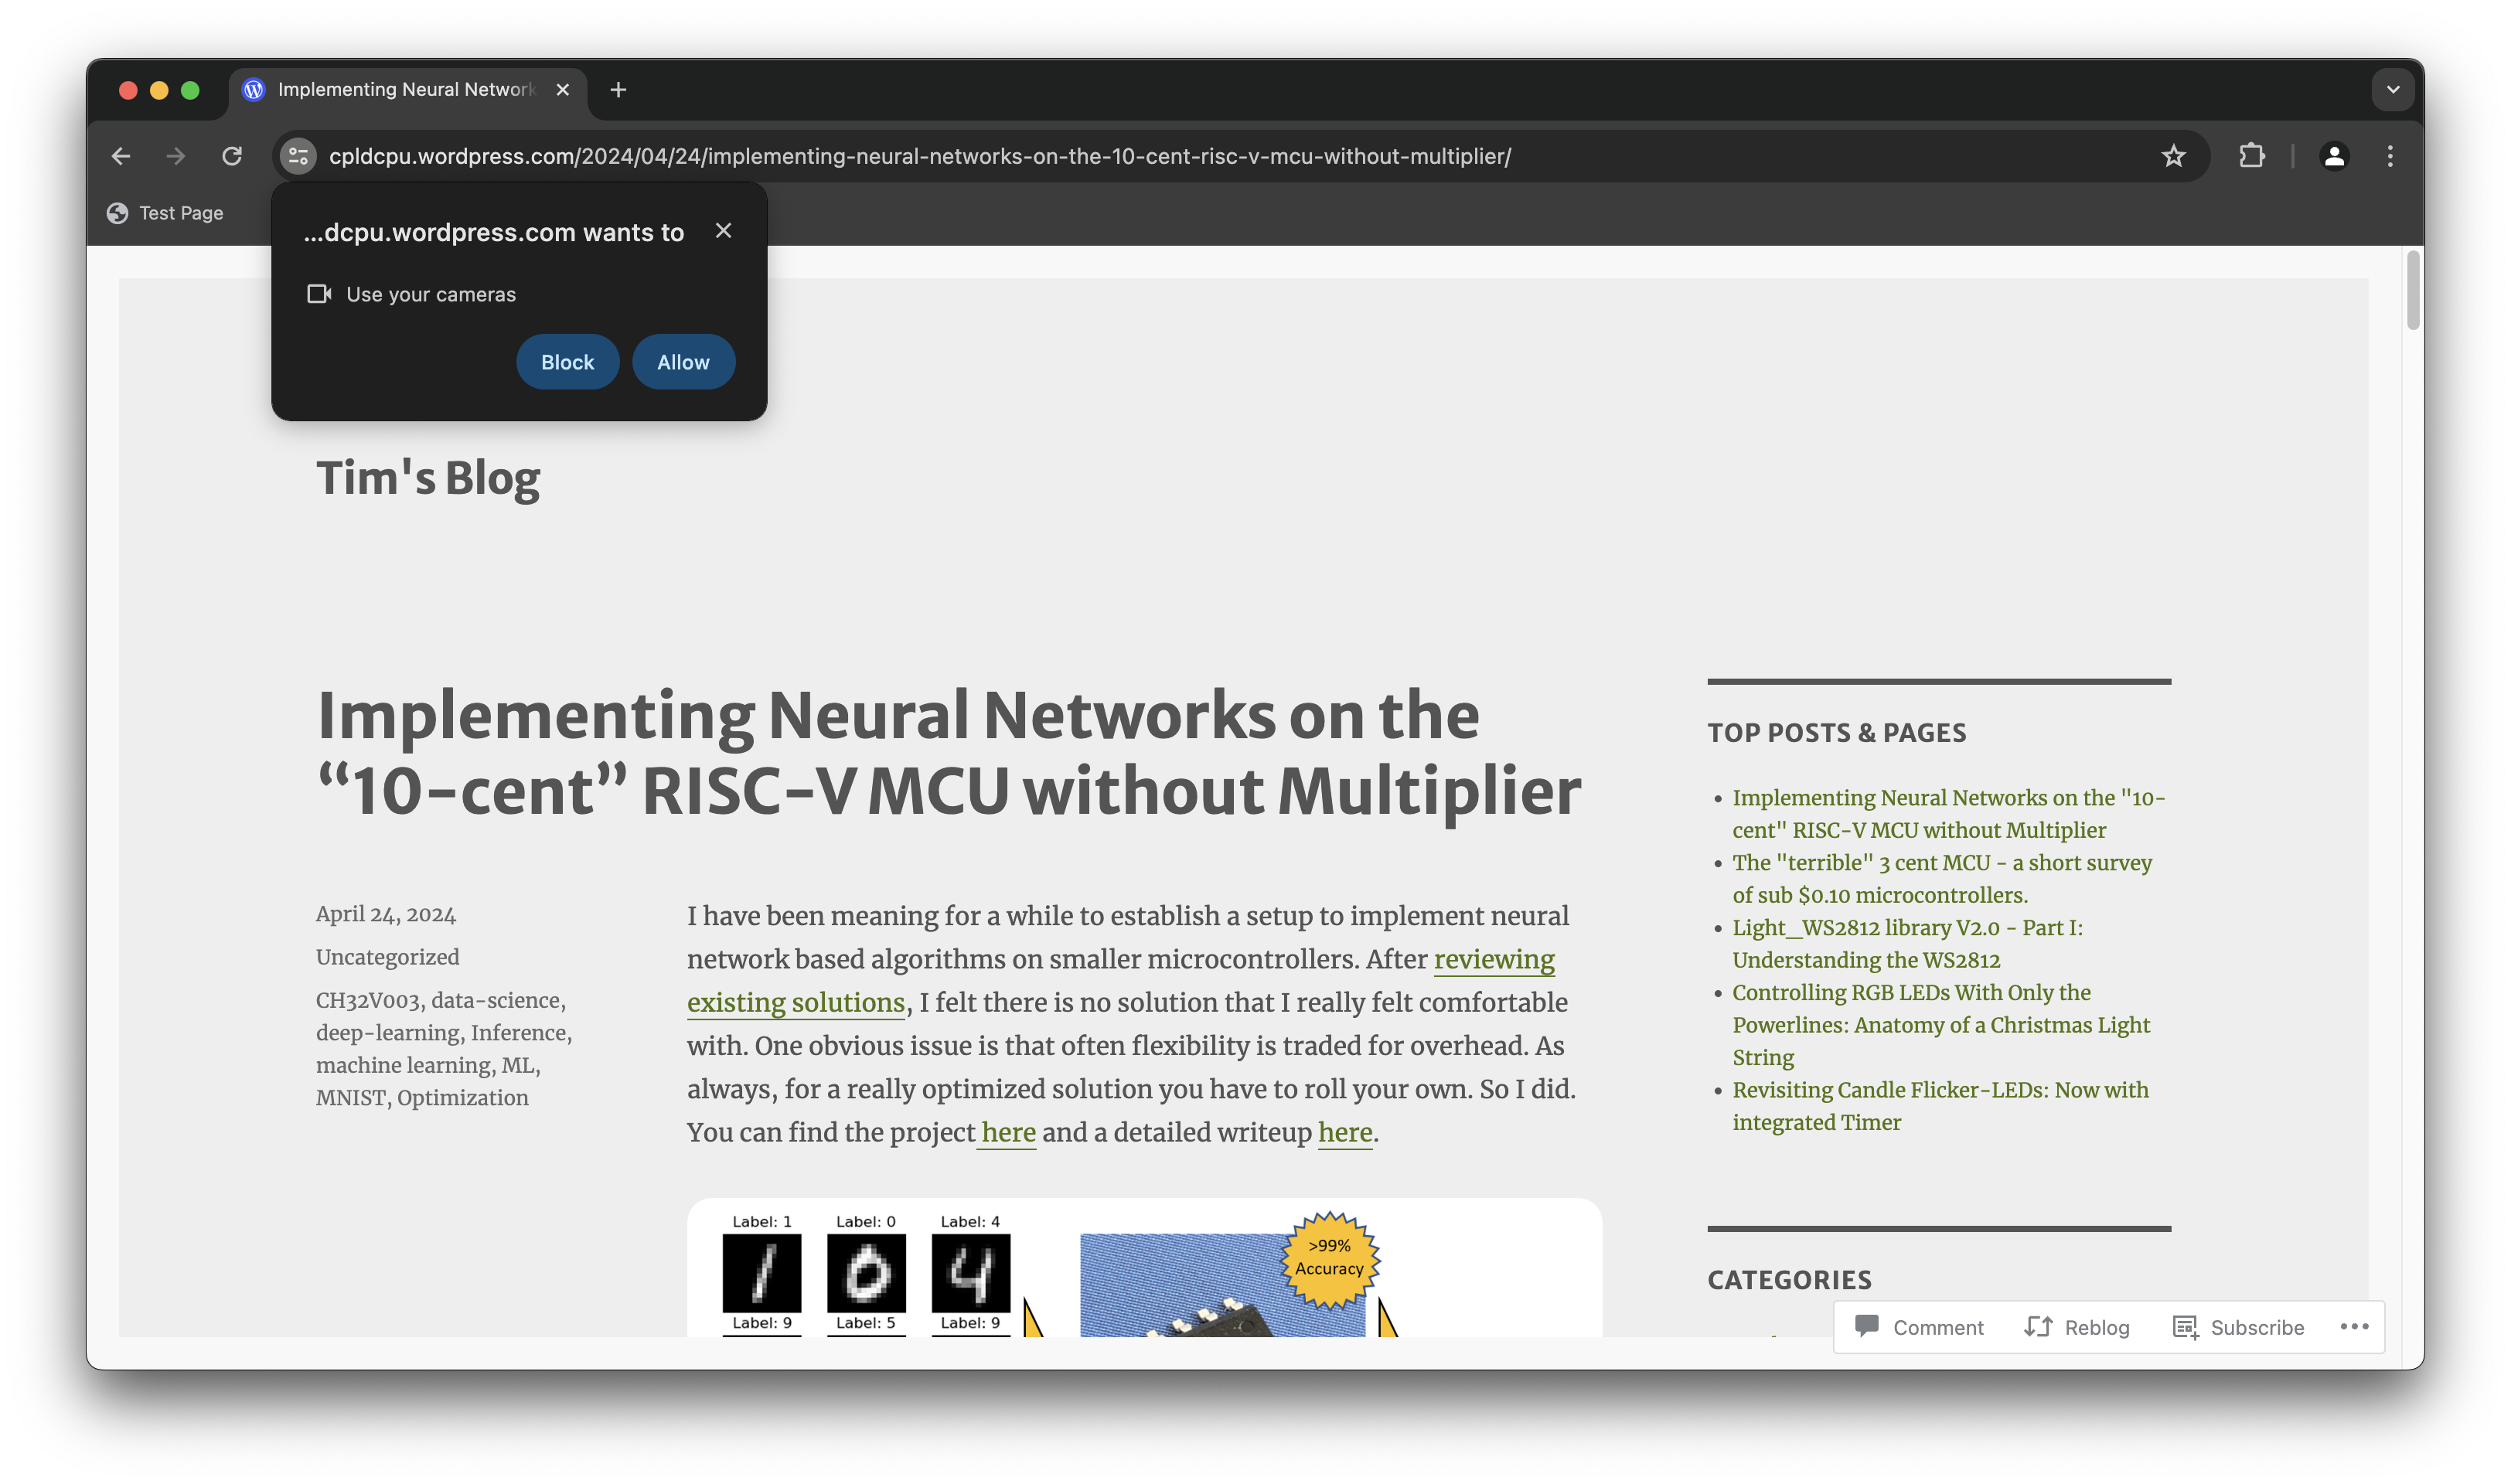 Implementing Neural Network
cpldcpu.wordpress.com/2024/04/24/implementing-neural-networks-on-the-10-cent-risc-v-mcu-without-multiplier/
Test Page
...dcpu.wordpress.com wants to
Use your cameras
Block
Allow
Tim's Blog
Implementing Neural Networks on the
“10-cent” RISC-V MCU without Multiplier
April 24, 2024
Uncategorized
CH32V003, data-science,
deep-learning, Inference,
machine learning, ML,
MNIST, Optimization
I have been meaning for a while to establish a setup to implement neural
network based algorithms on smaller microcontrollers. After reviewing
existing solutions, I felt there is no solution that I really felt comfortable
with. One obvious issue is that often flexibility is traded for overhead. As
always, for a really optimized solution you have to roll your own. So I did.
You can find the project here and a detailed writeup here.
Label: 1 Label: 0 Label: 4
1 0 4
Label: 9 Label: 5 Label: 9
>99%
Accuracy
TOP POSTS & PAGES
Implementing Neural Networks on the "10-
cent" RISC-V MCU without Multiplier
The "terrible" 3 cent MCU - a short survey
of sub $0.10 microcontrollers.
Light_WS2812 library V2.0 - Part I:
Understanding the WS2812
Controlling RGB LEDs With Only the
Powerlines: Anatomy of a Christmas Light
String
Revisiting Candle Flicker-LEDs: Now with
integrated Timer
CATEGORIES
Comment Reblog Subscribe